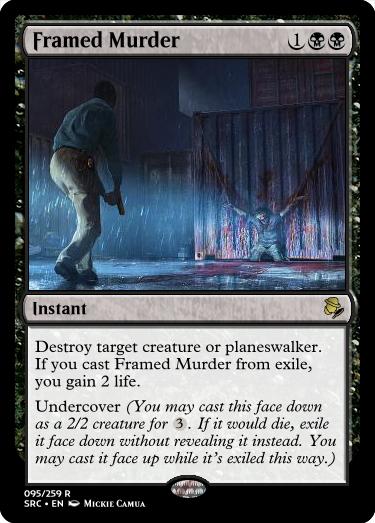 Framed Murder 1
Instant
Destroy target creature or planeswalker.
If you cast Framed Murder from exile,
you gain 2 life.
Undercover (You may cast this face down
as a 2/2 creature for 3. If it would die, exile
it face down without revealing it instead. You
may cast it face up while it's exiled this way.)
095/259 R
SRC • EN Mickie Camua